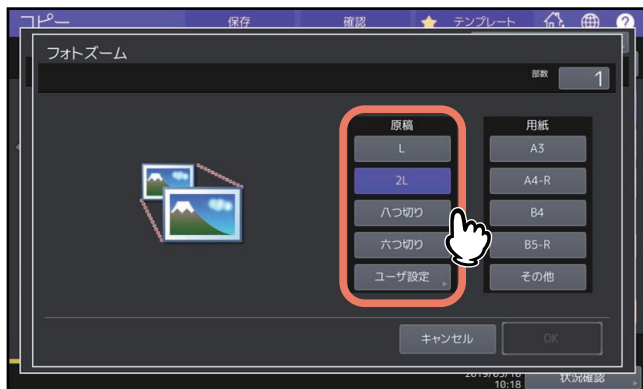 コピー 保存 確認 テンプレート ?
フォトズーム
部数 1
原稿 用紙
L A3
2L A4-R
八つ切り B4
六つ切り B5-R
ユーザ設定 その他
キャンセル OK
10:18 状況確認